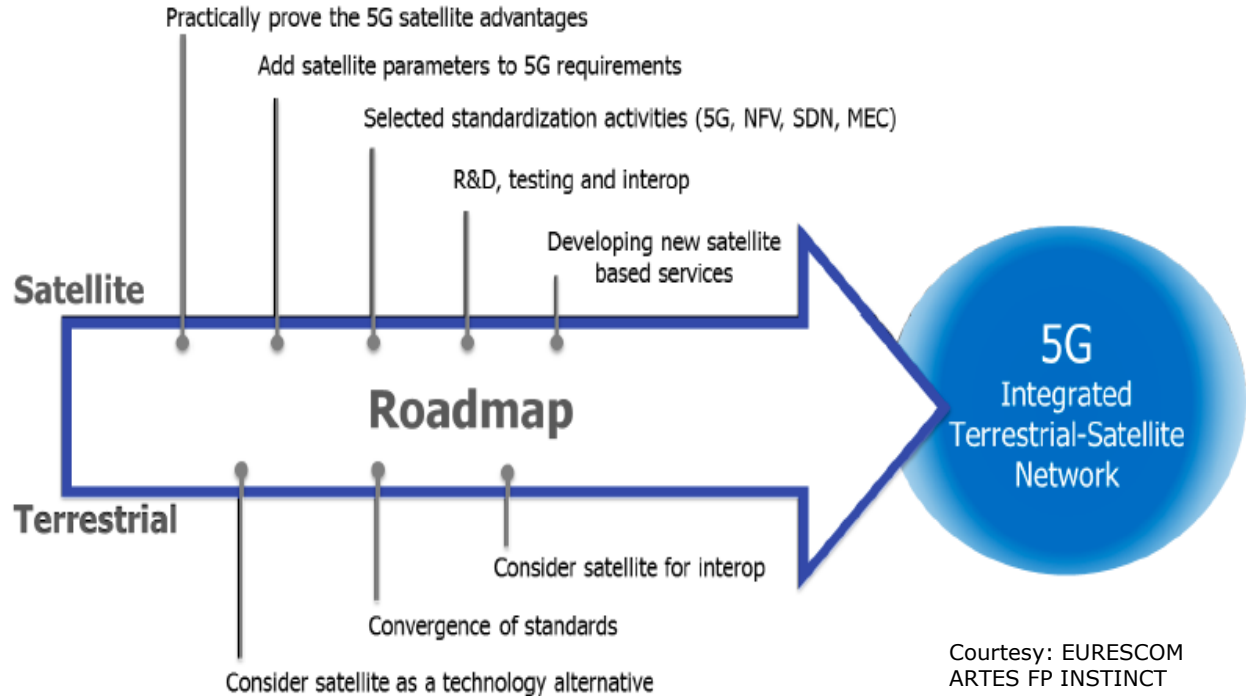 Practically prove the 5G satellite advantages
Add satellite parameters to 5G requirements
Selected standardization activities (5G, NFV, SDN, MEC)
R&D, testing and interop
Developing new satellite
based services
Satellite
Roadmap
5G
Integrated
Terrestrial-Satellite
Network
Terrestrial
Consider satellite for interop
Convergence of standards
Consider satellite as a technology alternative
Courtesy: EURESCOM
ARTES FP INSTINCT